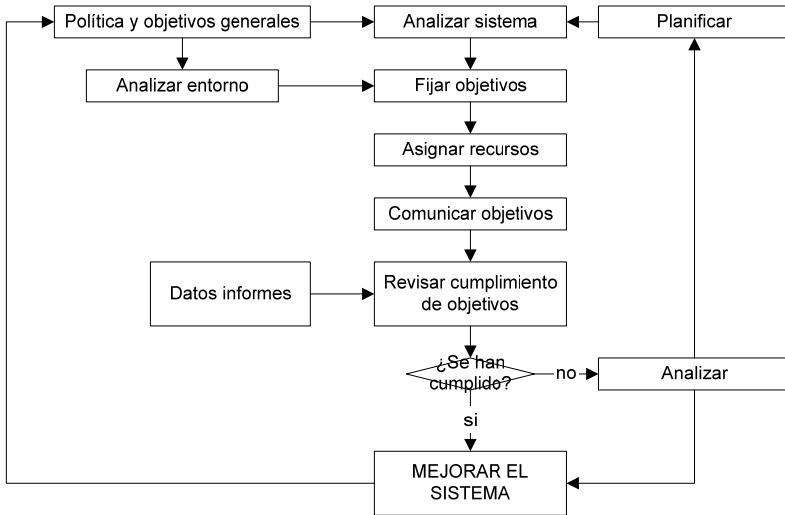 Política y objetivos generales
Analizar sistema
Planificar
Analizar entorno
Fijar objetivos
Asignar recursos
Comunicar objetivos
Datos informes
Revisar cumplimiento
de objetivos
¿Se han
cumplido?
no
Analizar
si
MEJORAR EL
SISTEMA